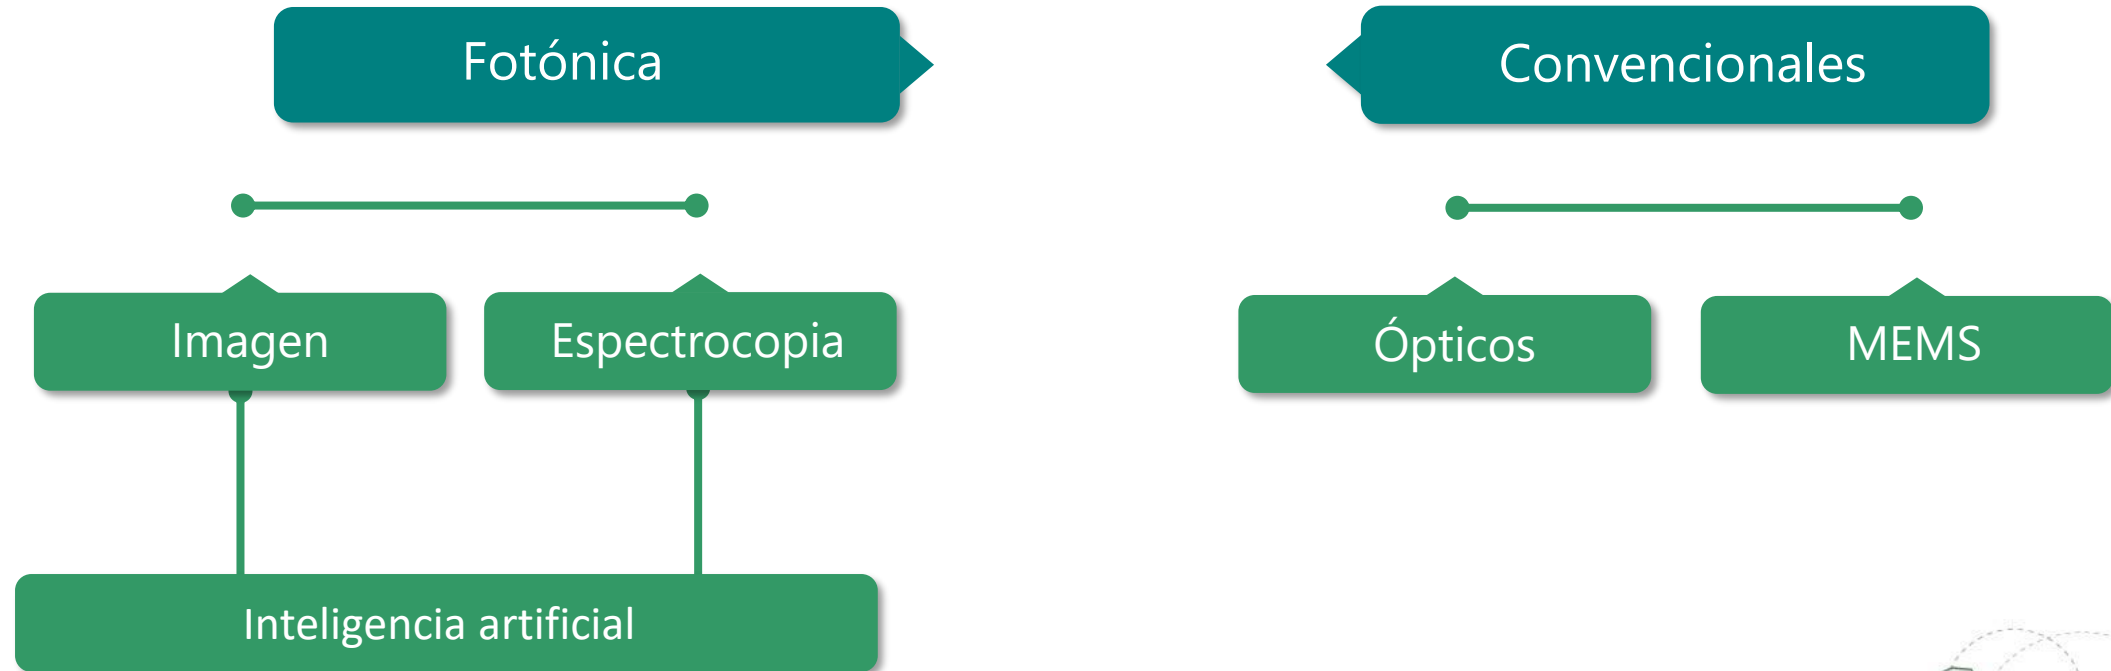 Fotónica
Convencionales
Imagen
Espectrocopia
Ópticos
MEMS
Inteligencia artificial